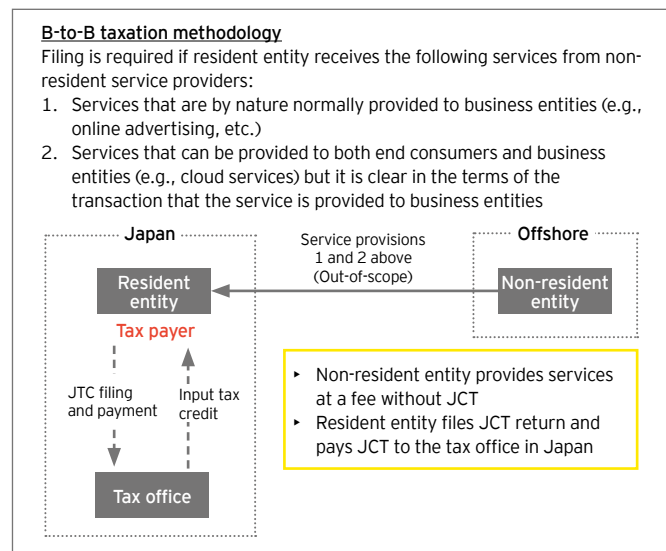 B-to-B taxation methodology
Filing is required if resident entity receives the following services from non-
resident service providers:
1. Services that are by nature normally provided to business entities (e.g.,
online advertising, etc.)
2. Services that can be provided to both end consumers and business
entities (e.g., cloud services) but it is clear in the terms of the
transaction that the service is provided to business entities
Japan
Service provisions
1 and 2 above
(Out-of-scope)
Offshore
Resident
entity
Non-resident
entity
Tax payer
JTC filing
and payment
Input tax
credit
Tax office
‣ Non-resident entity provides services
at a fee without JCT
‣ Resident entity files JCT return and
pays JCT to the tax office in Japan